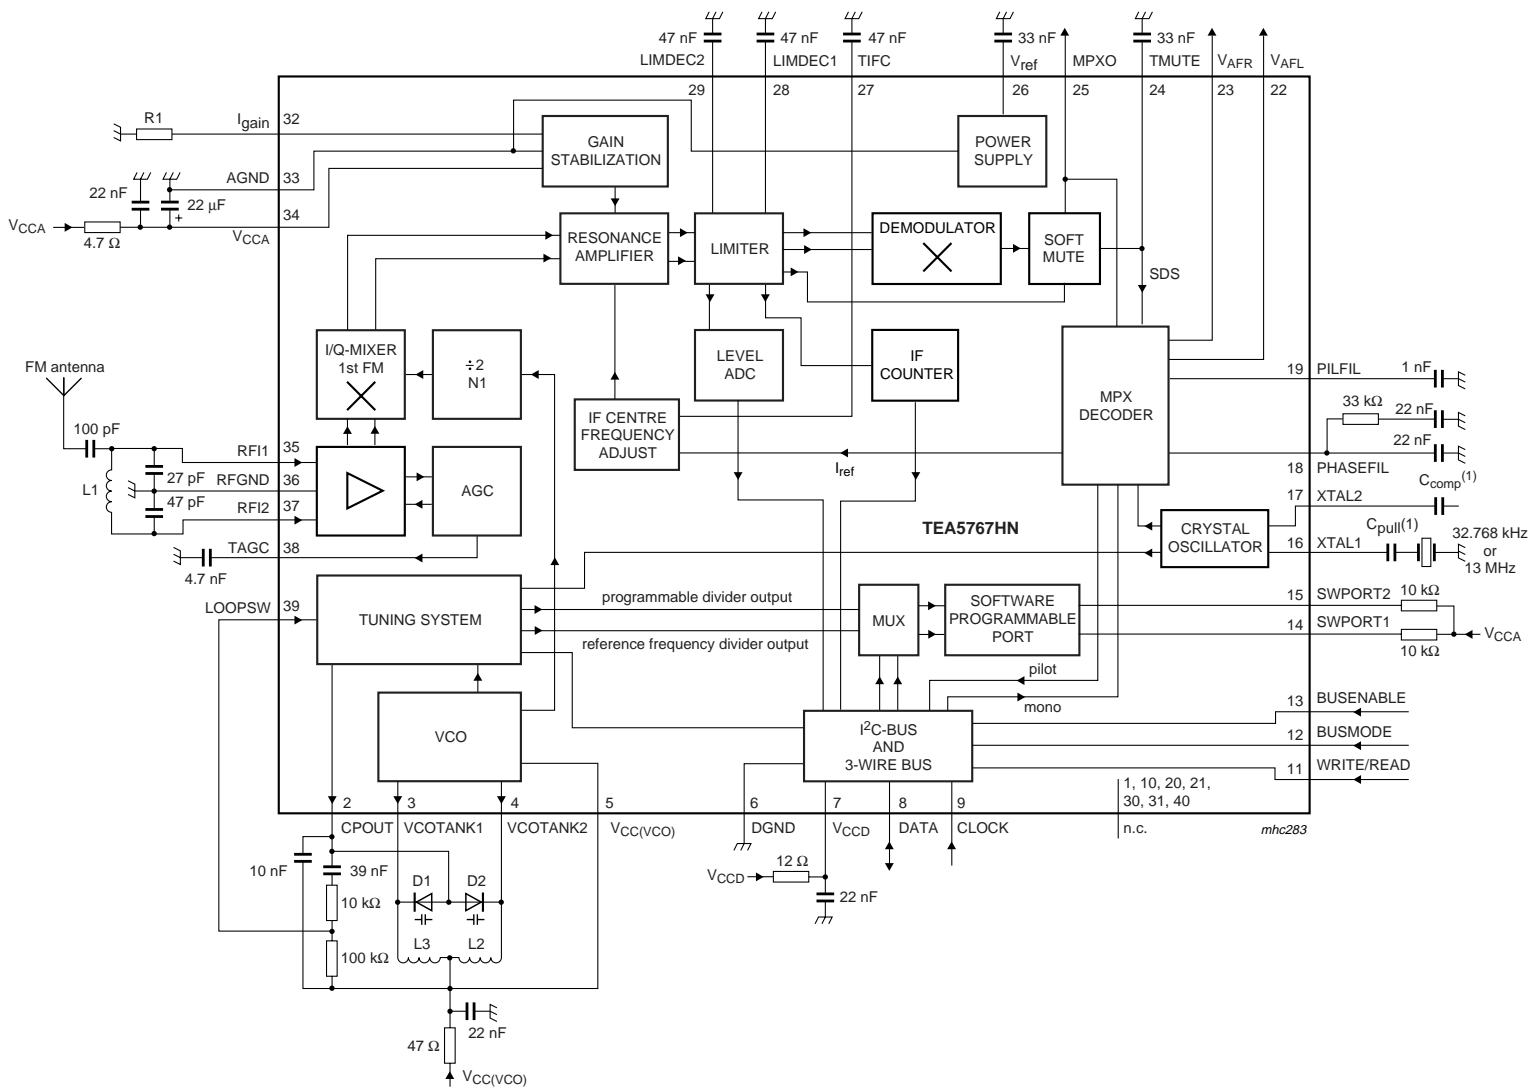 47 nF
47 nF
47 nF
33 nF
33 nF
LIMDEC2
LIMDEC1
TIFC
Vref
MPXO
TMUTE
VAFR
VAFL
29
28
27
26
25
24
23
22
R1
Igain
32
GAIN
STABILIZATION
POWER
SUPPLY
AGND
33
22 nF
22 μF
+
34
VCCA
4.7 Ω
VCCA
RESONANCE
AMPLIFIER
LIMITER
DEMODULATOR
SOFT
MUTE
SDS
I/Q-MIXER
1st FM
÷2
N1
LEVEL
ADC
IF
COUNTER
MPX
DECODER
FM antenna
19
PILFIL
1 nF
IF CENTRE
FREQUENCY
ADJUST
33 kΩ
22 nF
22 nF
100 pF
RFI1
35
27 pF
RFGND
36
L1
47 pF
RFI2
37
AGC
Iref
18
PHASEFIL
Ccomp(1)
17
XTAL2
TEA5767HN
CRYSTAL
OSCILLATOR
Cpull(1)
16
XTAL1
32.768 kHz
or
13 MHz
TAGC
38
4.7 nF
LOOPSW
39
TUNING SYSTEM
programmable divider output
reference frequency divider output
MUX
SOFTWARE
PROGRAMMABLE
PORT
15
SWPORT2
10 kΩ
14
SWPORT1
10 kΩ
VCCA
pilot
mono
VCO
I2C-BUS
AND
3-WIRE BUS
13
BUSENABLE
12
BUSMODE
11
WRITE/READ
1, 10, 20, 21,
30, 31, 40
2
3
4
5
6
7
8
9
CPOUT
VCOTANK1
VCOTANK2
VCC(VCO)
DGND
VCCD
DATA
CLOCK
n.c.
mhc283
10 nF
39 nF
D1
D2
10 kΩ
VCCD
12 Ω
22 nF
100 kΩ
L3
L2
22 nF
47 Ω
VCC(VCO)